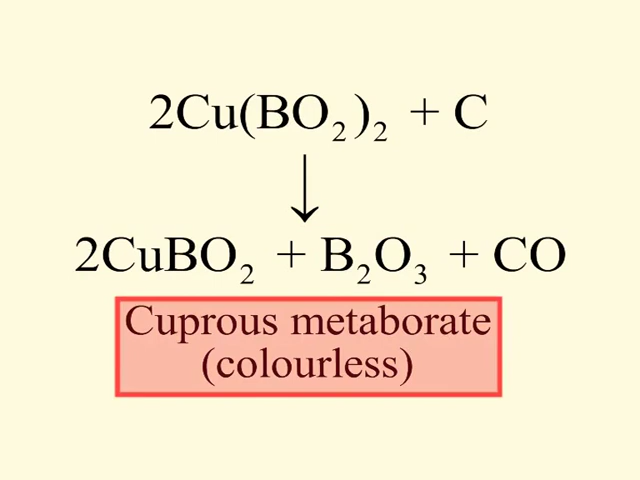 2Cu(BO₂)₂ + C
↓
2CuBO₂ + B₂O₃ + CO
Cuprous metaborate
(colourless)